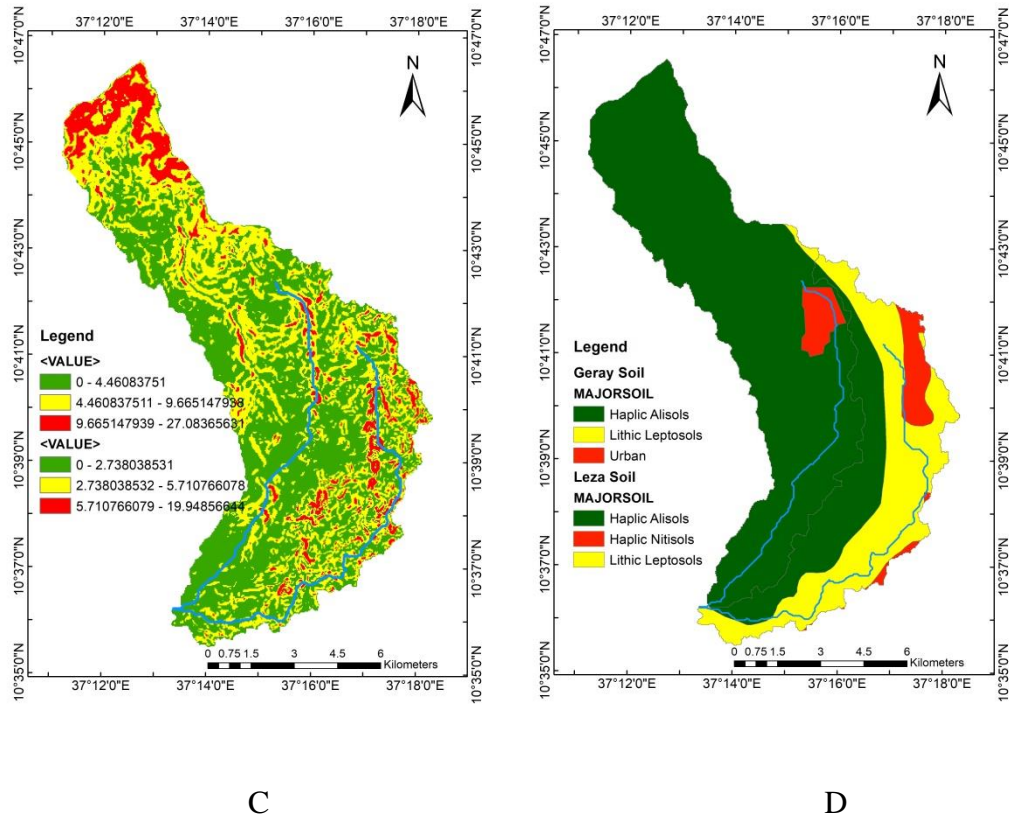 37°12'0"E 37°14'0"E 37°16'0"E 37°18'0"E
10°47'0"N 10°45'0"N 10°43'0"N 10°41'0"N 10°39'0"N 10°37'0"N 10°35'0"N
10°47'0"N 10°45'0"N 10°43'0"N 10°41'0"N 10°39'0"N 10°37'0"N 10°35'0"N
N
Legend
<VALUE>
0 - 4.46083751
4.460837511 - 9.665147938
9.665147939 - 27.08365631
<VALUE>
0 - 2.738038531
2.738038532 - 5.710766078
5.710766079 - 19.94856644
0 0.75 1.5 3 4.5 6
Kilometers
37°12'0"E 37°14'0"E 37°16'0"E 37°18'0"E
C
37°12'0"E 37°14'0"E 37°16'0"E 37°18'0"E
10°47'0"N 10°45'0"N 10°43'0"N 10°41'0"N 10°39'0"N 10°37'0"N 10°35'0"N
10°47'0"N 10°45'0"N 10°43'0"N 10°41'0"N 10°39'0"N 10°37'0"N 10°35'0"N
N
Legend
Geray Soil
MAJORSOIL
Haplic Alisols
Lithic Leptosols
Urban
Leza Soil
MAJORSOIL
Haplic Alisols
Haplic Nitisols
Lithic Leptosols
0 0.75 1.5 3 4.5 6
Kilometers
37°12'0"E 37°14'0"E 37°16'0"E 37°18'0"E
D